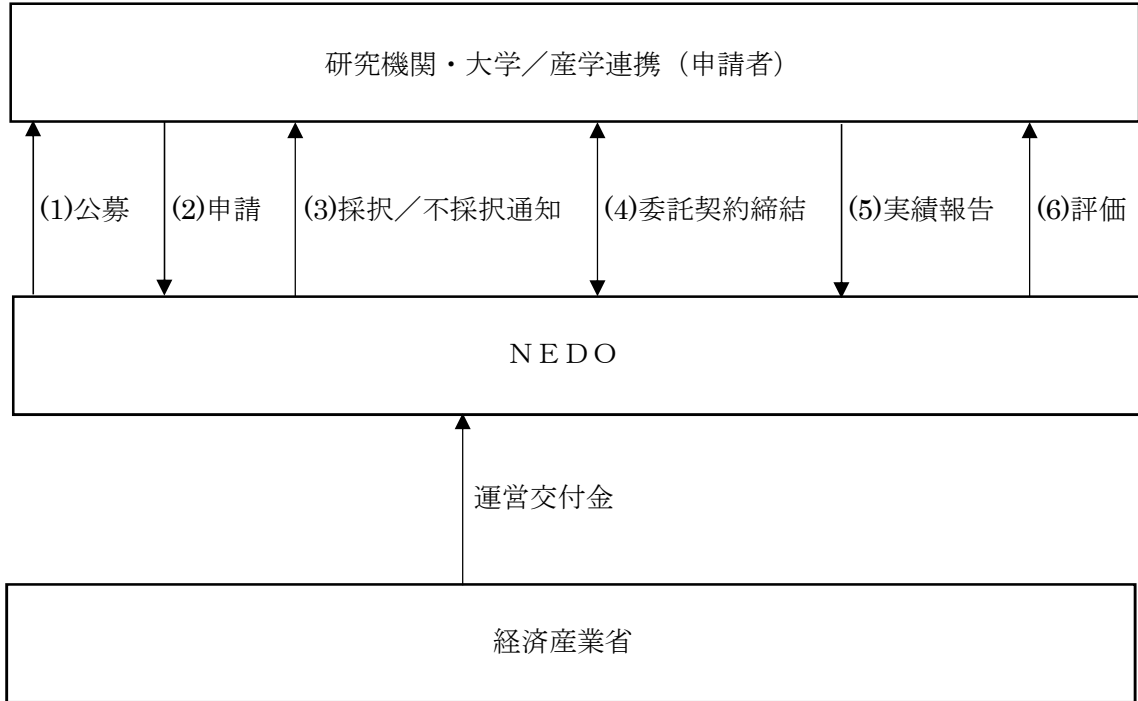 研究機関・大学／産学連携（申請者）
(1)公募
(2)申請
(3)採択／不採択通知
(4)委託契約締結
(5)実績報告
(6)評価
ＮＥＤＯ
運営交付金
経済産業省